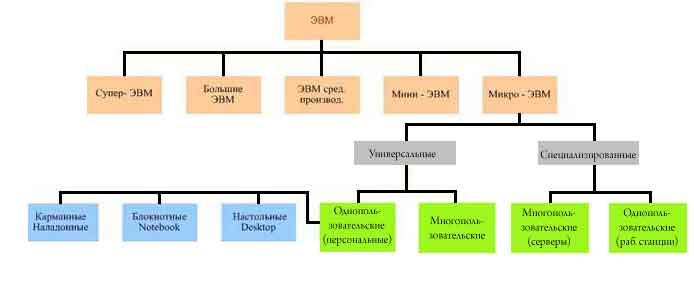 ЭВМ
Супер- ЭВМ
Большие
ЭВМ
ЭВМ сред.
производ.
Мини - ЭВМ
Микро - ЭВМ
Универсальные
Специализированные
Карманные
Наладонные
Блокнотные
Notebook
Настольные
Desktop
Однополь-
зовательские
(персональные)
Многополь-
зовательские
Многополь-
зовательские
(серверы)
Однополь-
зовательские
(раб. станции)